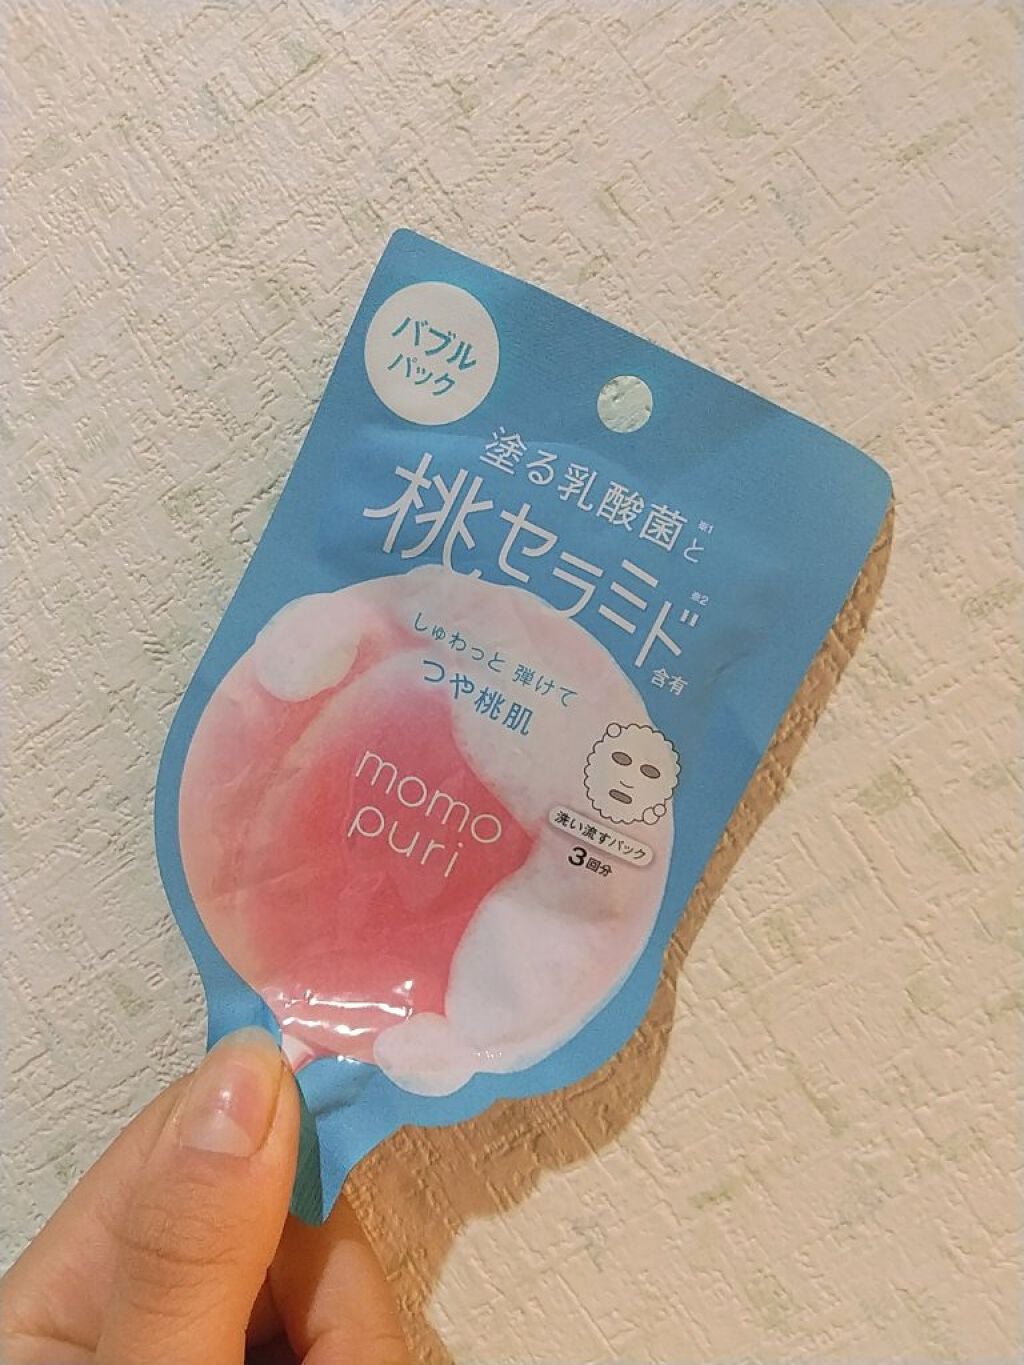 バブル
パック
塗る乳酸菌※1と
桃セラミド※2
含有
しゅわっと 弾けて
つや桃肌
momo
puri
洗い流すパック
3回分